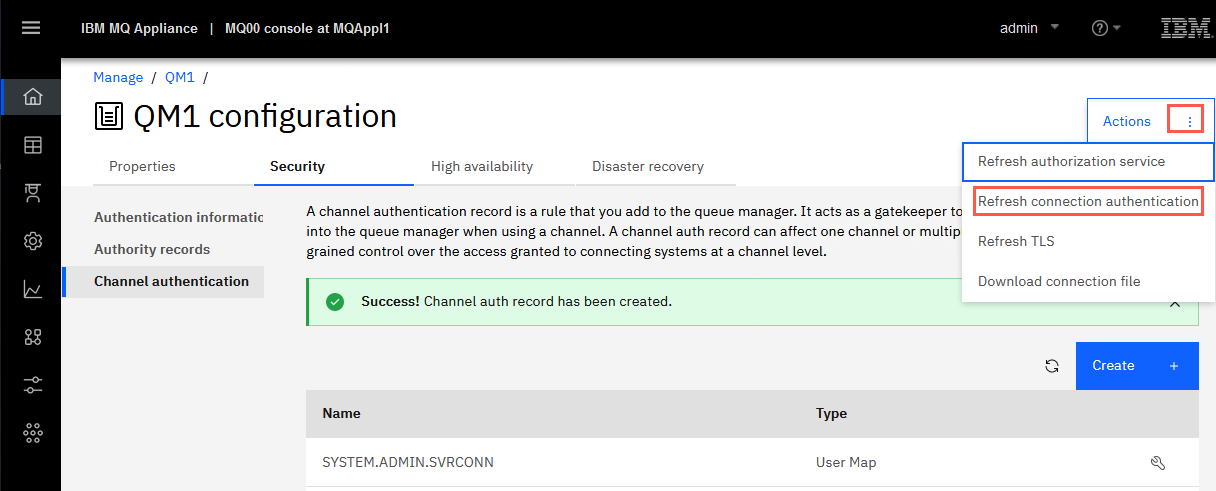 IBM MQ Appliance | MQ00 console at MQAppl1
admin
IBM
Manage / QM1 /
QM1 configuration
Actions
Properties
Security
High availability
Disaster recovery
Refresh authorization service
Refresh connection authentication
Refresh TLS
Download connection file
Authentication informatic
Authority records
Channel authentication
A channel authentication record is a rule that you add to the queue manager. It acts as a gatekeeper to
into the queue manager when using a channel. A channel auth record can affect one channel or multip
grained control over the access granted to connecting systems at a channel level.
Success! Channel auth record has been created.
Create +
Name Type
SYSTEM.ADMIN.SVRCONN User Map